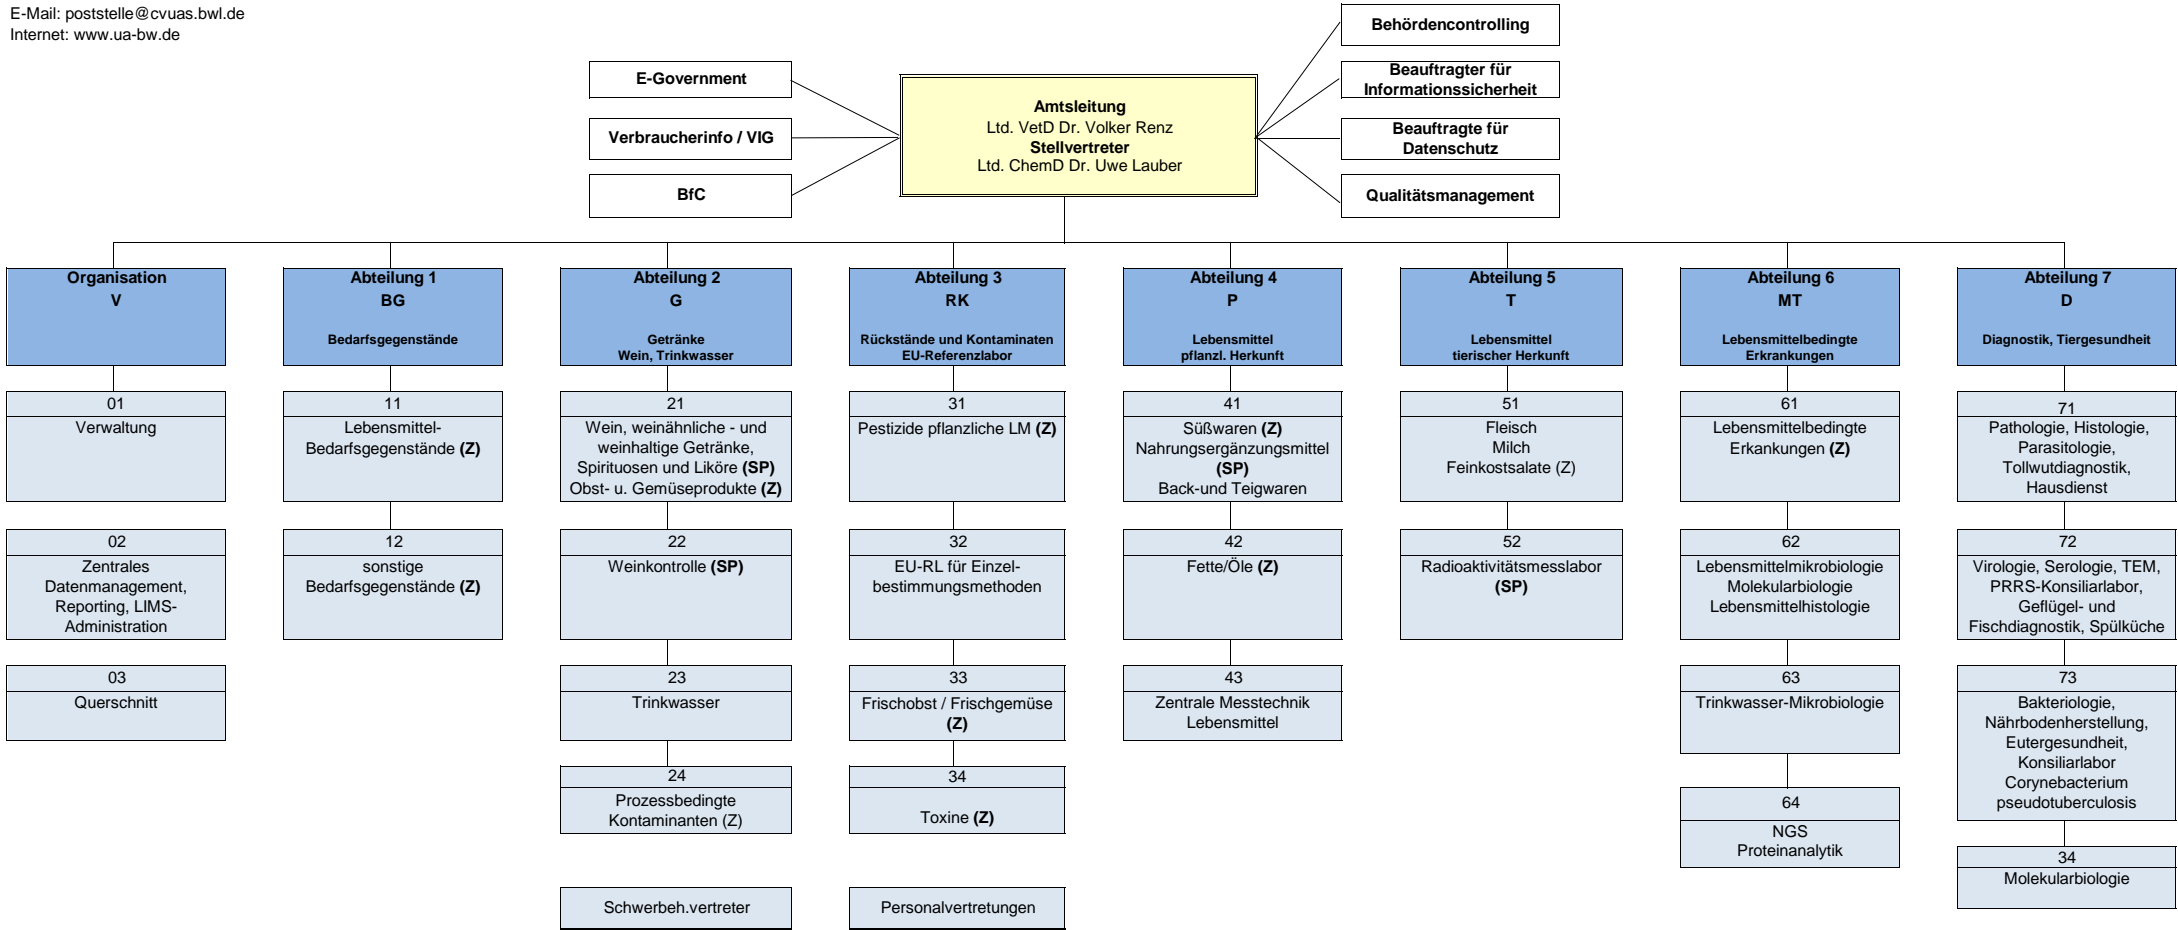 E-Mail: poststelle@cvuas.bwl.de
Internet: www.ua-bw.de
Behördencontrolling
E-Government
Beauftragter für
Informationssicherheit
Amtsleitung
Ltd. VetD Dr. Volker Renz
Stellvertreter
Ltd. ChemD Dr. Uwe Lauber
Verbraucherinfo / VIG
Beauftragte für
Datenschutz
BfC
Qualitätsmanagement
Organisation
V
Abteilung 1
BG
Bedarfsgegenstände
Abteilung 2
G
Getränke
Wein, Trinkwasser
Abteilung 3
RK
Rückstände und Kontaminaten
EU-Referenzlabor
Abteilung 4
P
Lebensmittel
pflanzl. Herkunft
Abteilung 5
T
Lebensmittel
tierischer Herkunft
Abteilung 6
MT
Lebensmittelbedingte
Erkrankungen
Abteilung 7
D
Diagnostik, Tiergesundheit
01
Verwaltung
11
Lebensmittel-
Bedarfsgegenstände (Z)
21
Wein, weinähnliche - und
weinhaltige Getränke,
Spirituosen und Liköre (SP)
Obst- u. Gemüseprodukte (Z)
31
Pestizide pflanzliche LM (Z)
41
Süßwaren (Z)
Nahrungsergänzungsmittel
(SP)
Back-und Teigwaren
51
Fleisch
Milch
Feinkostsalate (Z)
61
Lebensmittelbedingte
Erkankungen (Z)
71
Pathologie, Histologie,
Parasitologie,
Tollwutdiagnostik,
Hausdienst
02
Zentrales
Datenmanagement,
Reporting, LIMS-
Administration
12
sonstige
Bedarfsgegenstände (Z)
22
Weinkontrolle (SP)
32
EU-RL für Einzel-
bestimmungsmethoden
42
Fette/Öle (Z)
52
Radioaktivitätsmesslabor
(SP)
62
Lebensmittelmikrobiologie
Molekularbiologie
Lebensmittelhistologie
72
Virologie, Serologie, TEM,
PRRS-Konsiliarlabor,
Geflügel- und
Fischdiagnostik, Spülküche
03
Querschnitt
23
Trinkwasser
33
Frischobst / Frischgemüse
(Z)
43
Zentrale Messtechnik
Lebensmittel
63
Trinkwasser-Mikrobiologie
73
Bakteriologie,
Nährbodenherstellung,
Eutergesundheit,
Konsiliarlabor
Corynebacterium
pseudotuberculosis
24
Prozessbedingte
Kontaminanten (Z)
34
Toxine (Z)
64
NGS
Proteinanalytik
34
Molekularbiologie
Schwerbeh.vertreter
Personalvertretungen